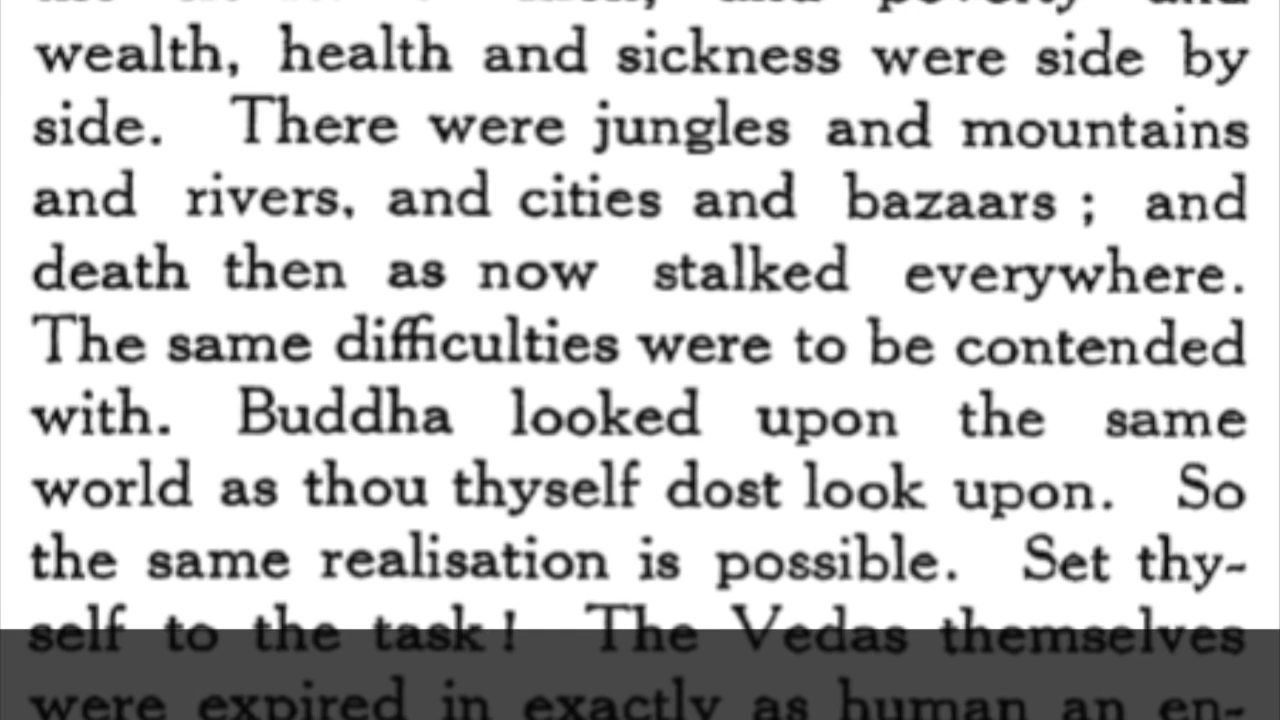 and poverty and
wealth, health and sickness were side by
side. There were jungles and mountains
and rivers, and cities and bazaars ; and
death then as now stalked everywhere.
The same difficulties were to be contended
with. Buddha looked upon the same
world as thou thyself dost look upon. So
the same realisation is possible. Set thy-
self to the task ! The Vedas themselves
were expired in exactly as human an en-